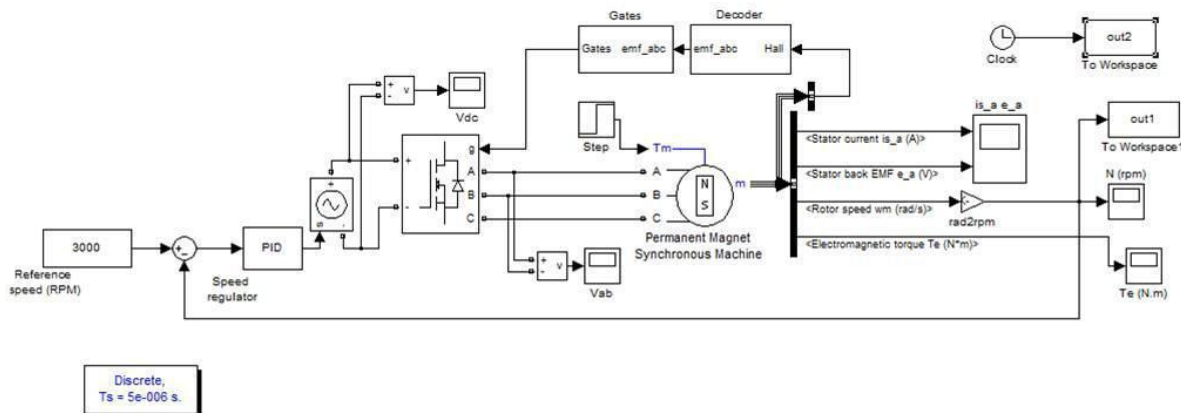 Gates
Decoder
Gates
emf_abc
emf_abc
Hall
Clock
out2
To Workspace
+
-
v
Vdc
Step
is_a e_a
out1
To Workspace1
<Stator current is_a (A)>
g
A
B
C
+
-
Tm
A
B
C
N
S
m
<Stator back EMF e_a (V)>
N (rpm)
<Rotor speed wm (rad/s)>
rad2rpm
Permanent Magnet
Synchronous Machine
<Electromagnetic torque Te (N*m)>
Te (N.m)
+
s
-
3000
Reference
speed (RPM)
+
-
PID
Speed
regulator
+
-
v
Vab
Discrete,
Ts = 5e-006 s.